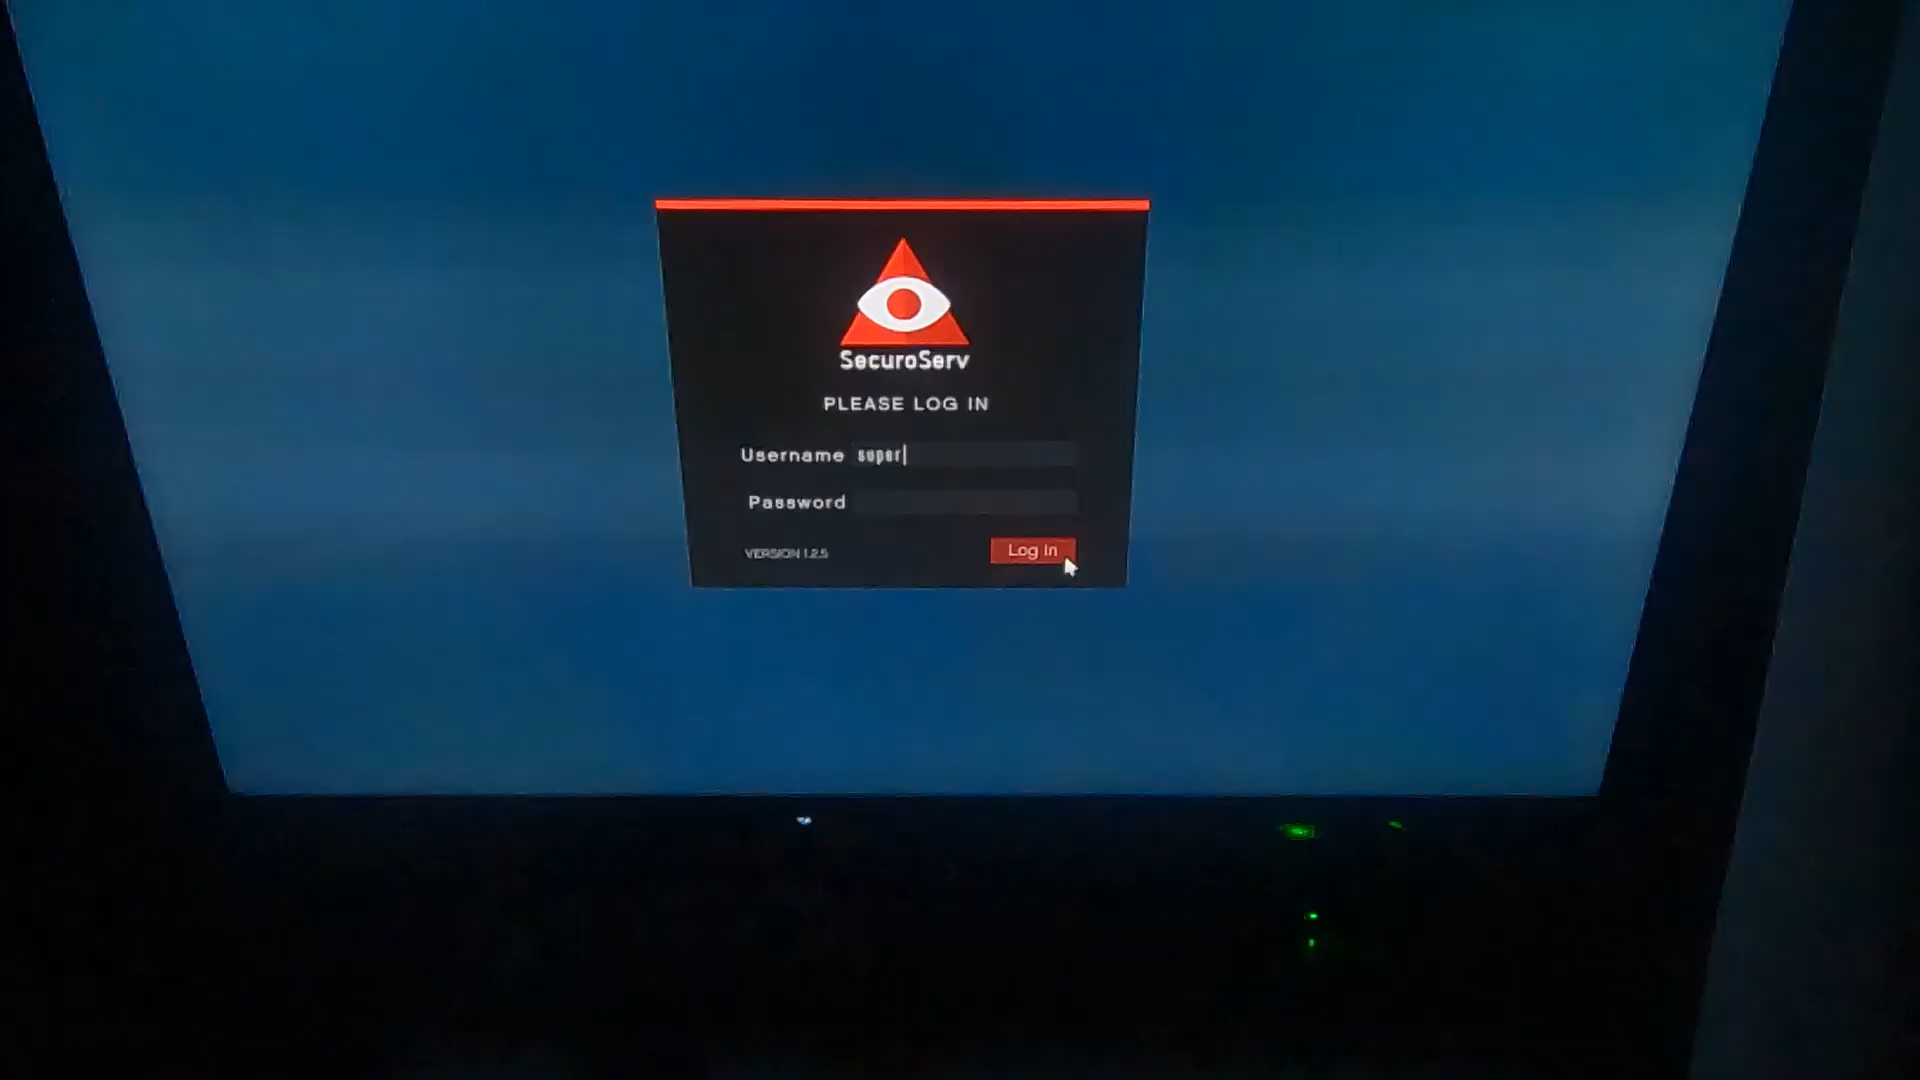 SecuroServ
PLEASE LOG IN
Username super
Password
VERSION 1.2.5
Log In